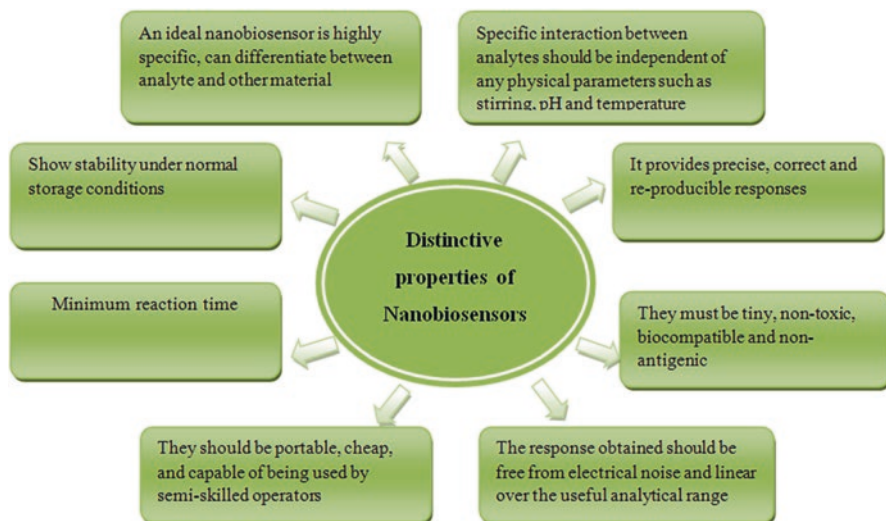 An ideal nanobiosensor is highly
specific, can differentiate between
analyte and other material
Specific interaction between
analytes should be independent of
any physical parameters such as
stirring, pH and temperature
Show stability under normal
storage conditions
It provides precise, correct and
re-producible responses
Distinctive
properties of
Nanobiosensors
Minimum reaction time
They must be tiny, non-toxic,
biocompatible and non-
antigenic
They should be portable, cheap,
and capable of being used by
semi-skilled operators
The response obtained should be
free from electrical noise and linear
over the useful analytical range